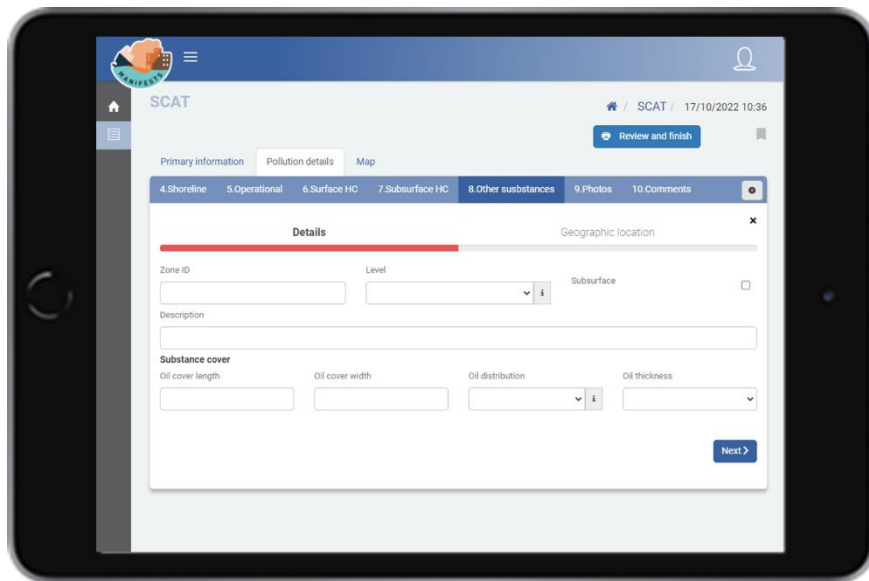 MANIFESTS
SCAT
/ SCAT / 17/10/2022 10:36
Review and finish
Primary information Pollution details Map
4.Shoreline 5.Operational 6.Surface HC 7.Subsurface HC 8.Other susbstances 9.Photos 10.Comments
Details Geographic location
Zone ID Level Subsurface
i
Description
Substance cover
Oil cover length Oil cover width Oil distribution Oil thickness
i
Next